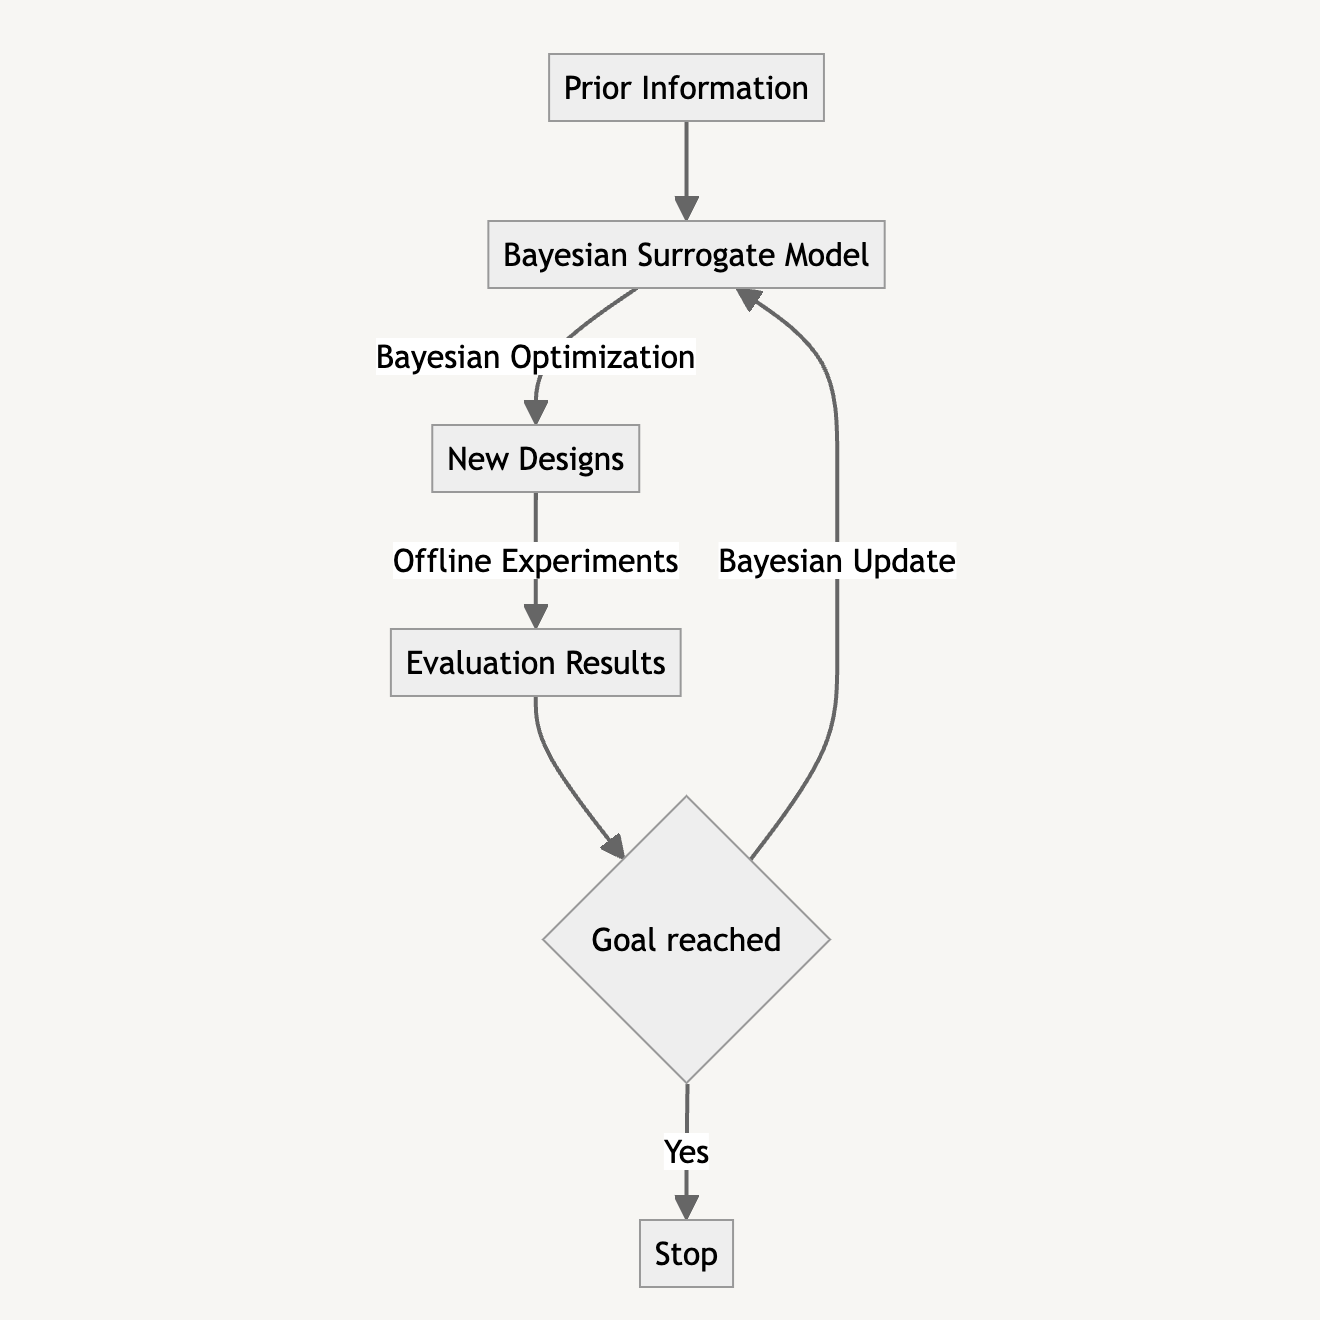 Prior Information
Bayesian Surrogate Model
Bayesian Optimization
New Designs
Offline Experiments
Bayesian Update
Evaluation Results
Goal reached
Yes
Stop